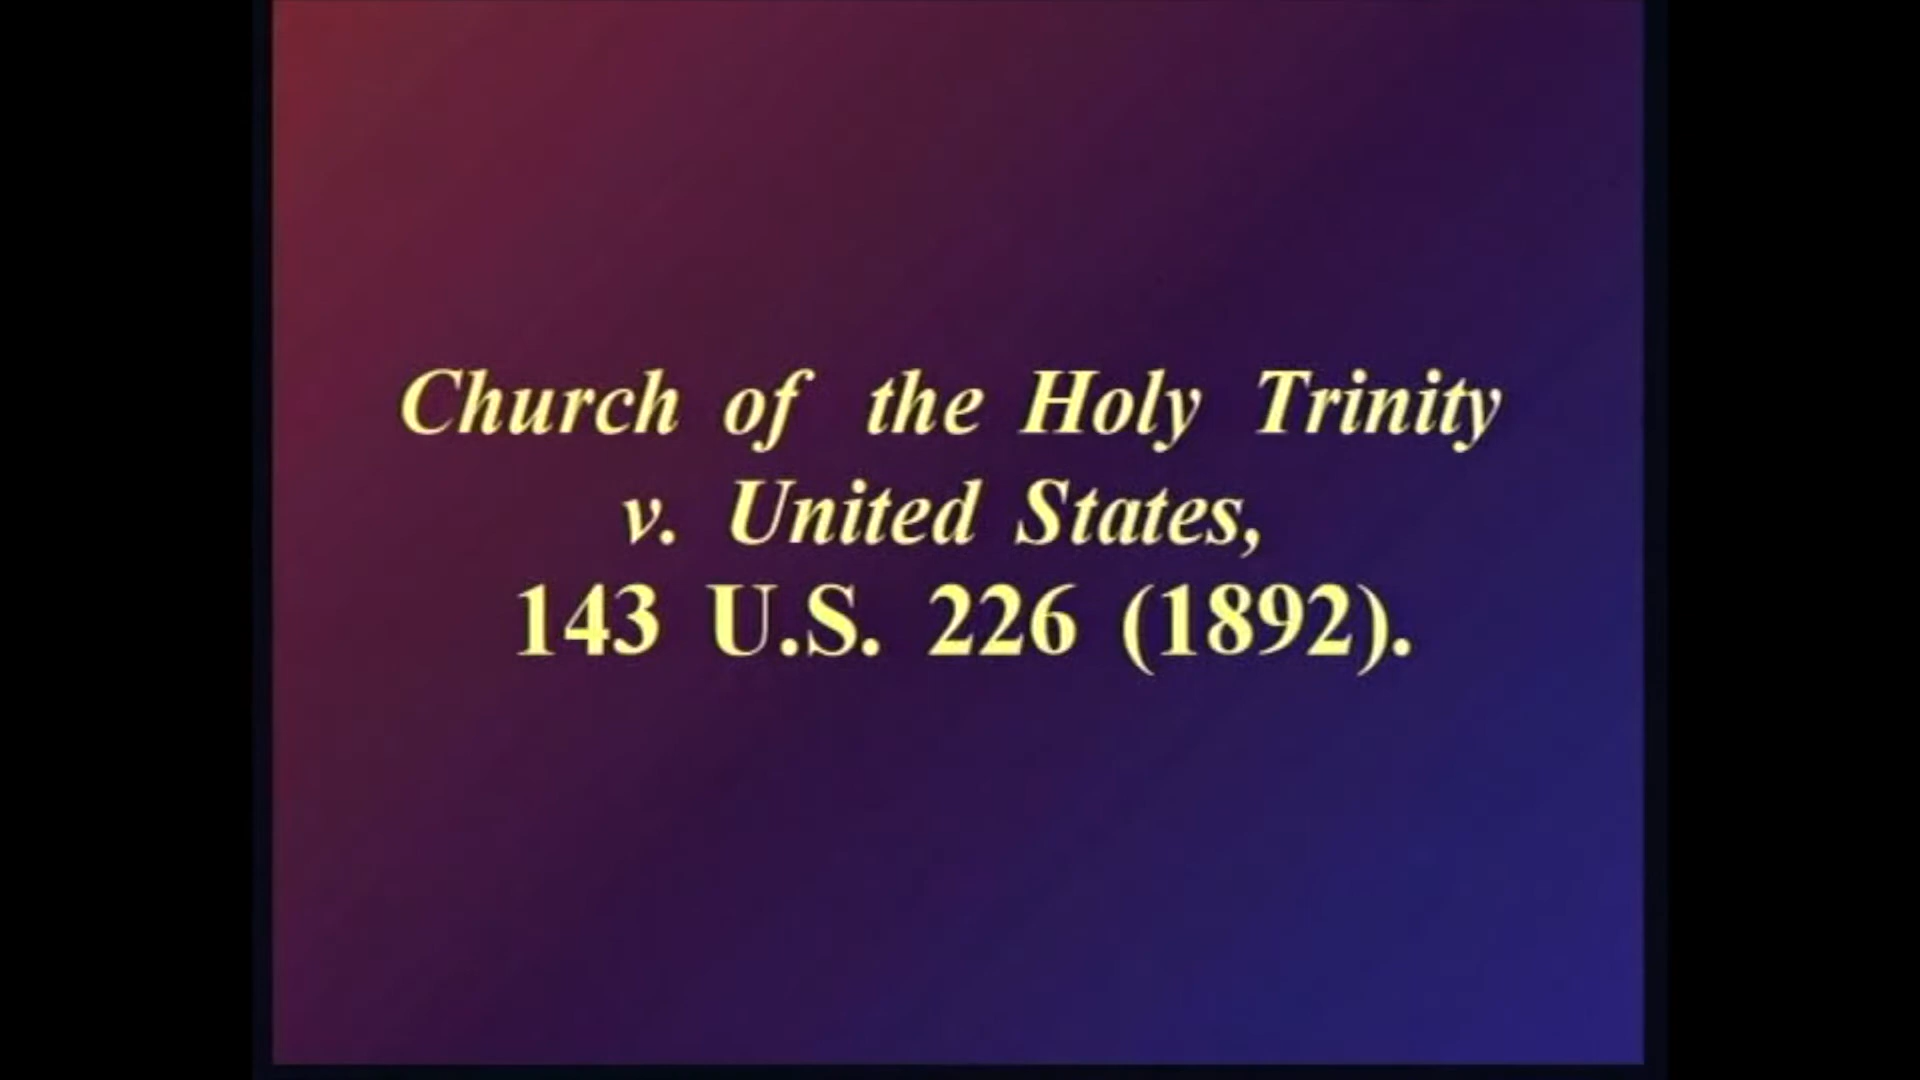 Church of the Holy Trinity
v. United States,
143 U.S. 226 (1892).